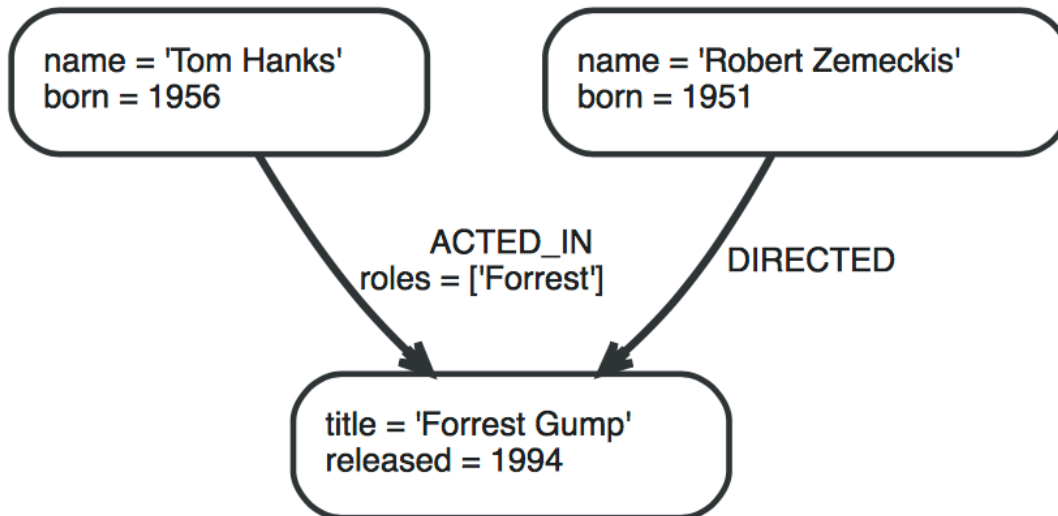 name = 'Tom Hanks'
born = 1956
name = 'Robert Zemeckis'
born = 1951
ACTED_IN
roles = ['Forrest']
DIRECTED
title = 'Forrest Gump'
released = 1994